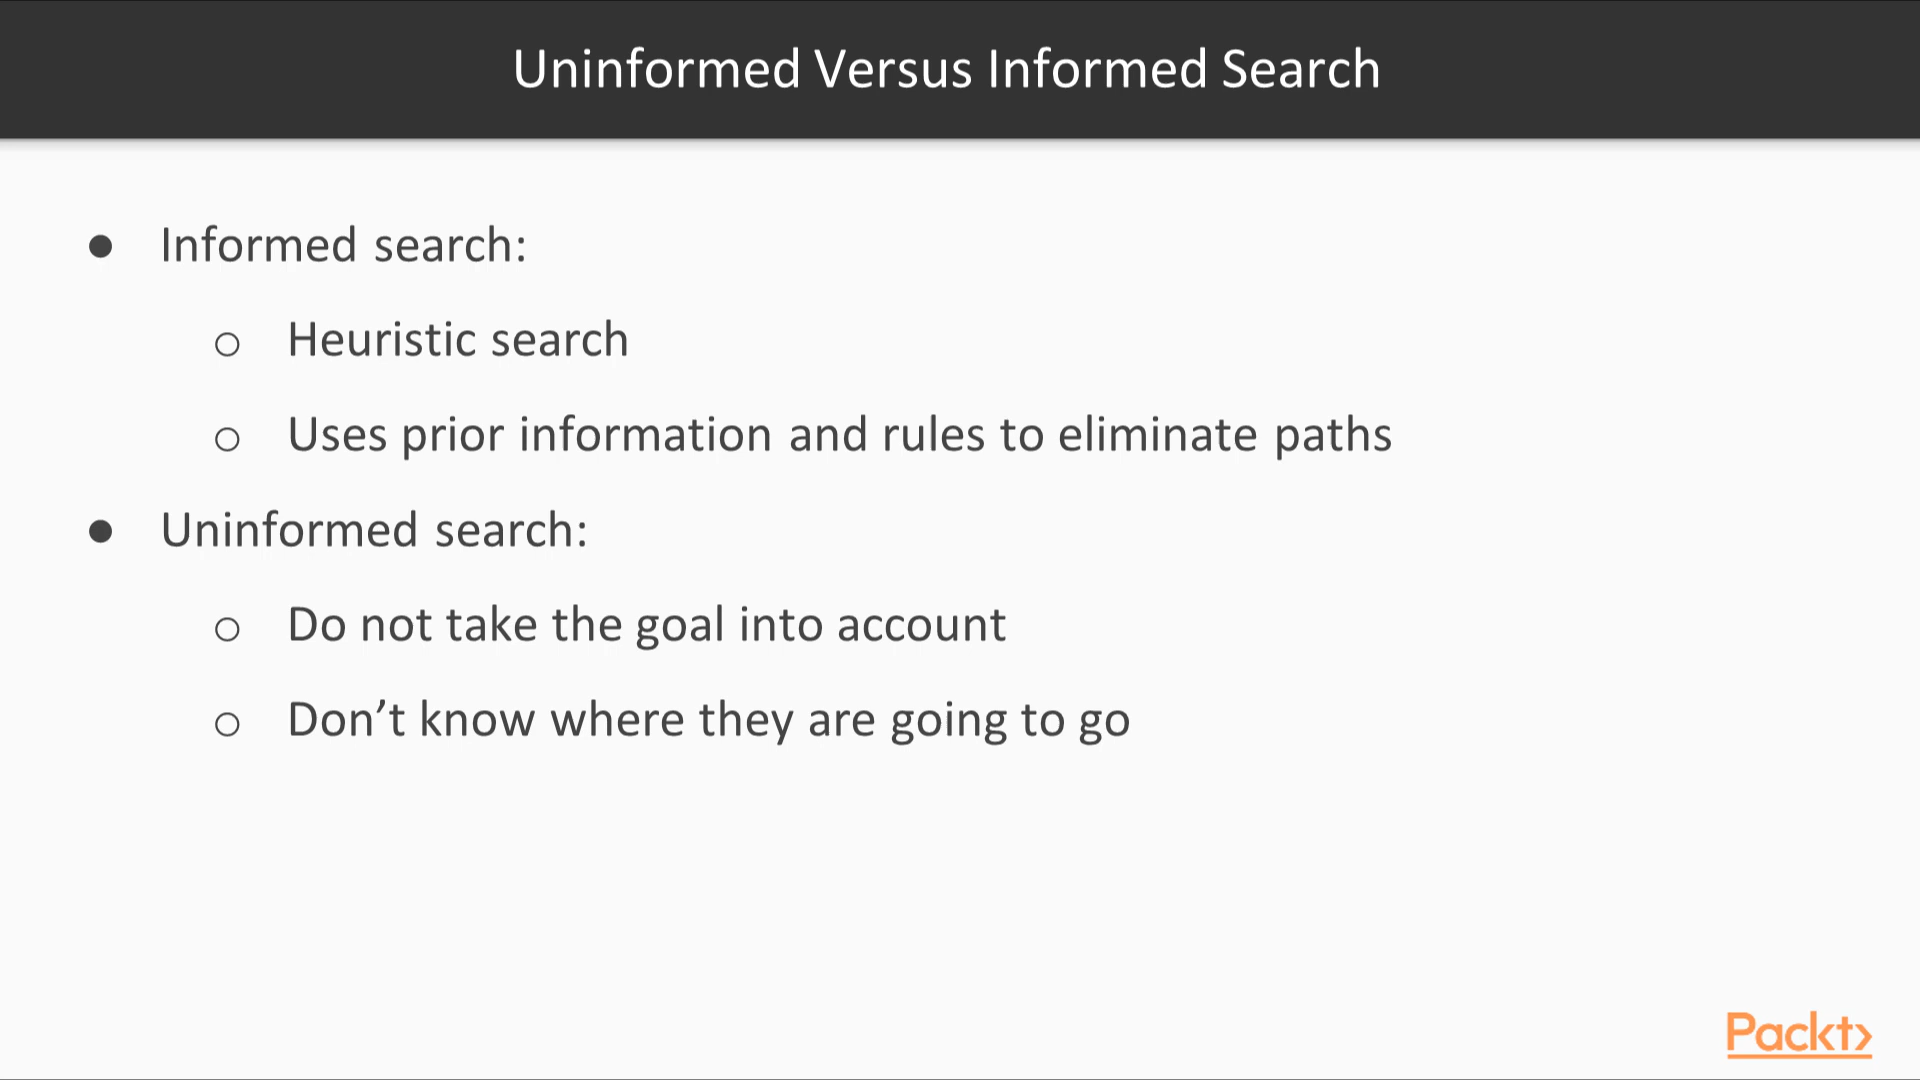 Uninformed Versus Informed Search
● Informed search:
○ Heuristic search
○ Uses prior information and rules to eliminate paths
● Uninformed search:
○ Do not take the goal into account
○ Don’t know where they are going to go
Packt>